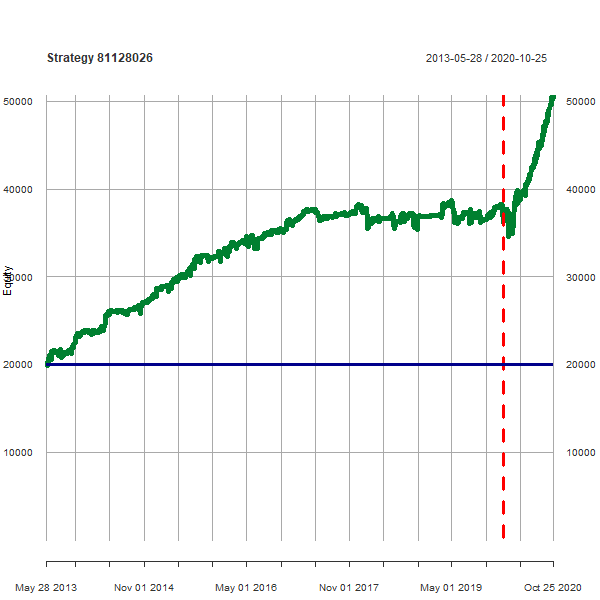 Strategy 81128026
2013-05-28 / 2020-10-25
50000
50000
40000
40000
Equity
30000
30000
20000
20000
10000
10000
May 28 2013
Nov 01 2014
May 01 2016
Nov 01 2017
May 01 2019
Oct 25 2020